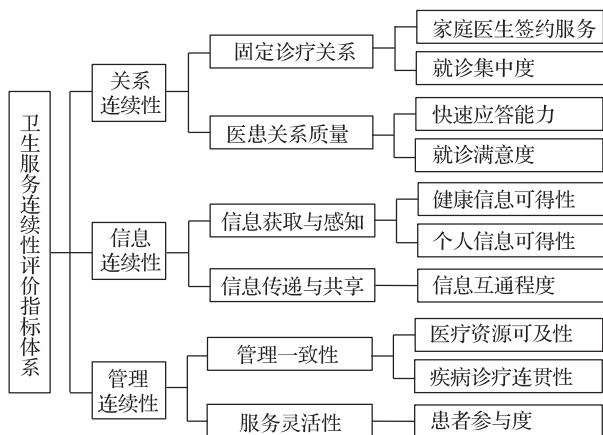 卫生服务连续性评价指标体系
关系
连续性
固定诊疗关系
家庭医生签约服务
就诊集中度
医患关系质量
快速应答能力
就诊满意度
信息
连续性
信息获取与感知
健康信息可得性
个人信息可得性
信息传递与共享
信息互通程度
管理
连续性
管理一致性
医疗资源可及性
疾病诊疗连贯性
服务灵活性
患者参与度